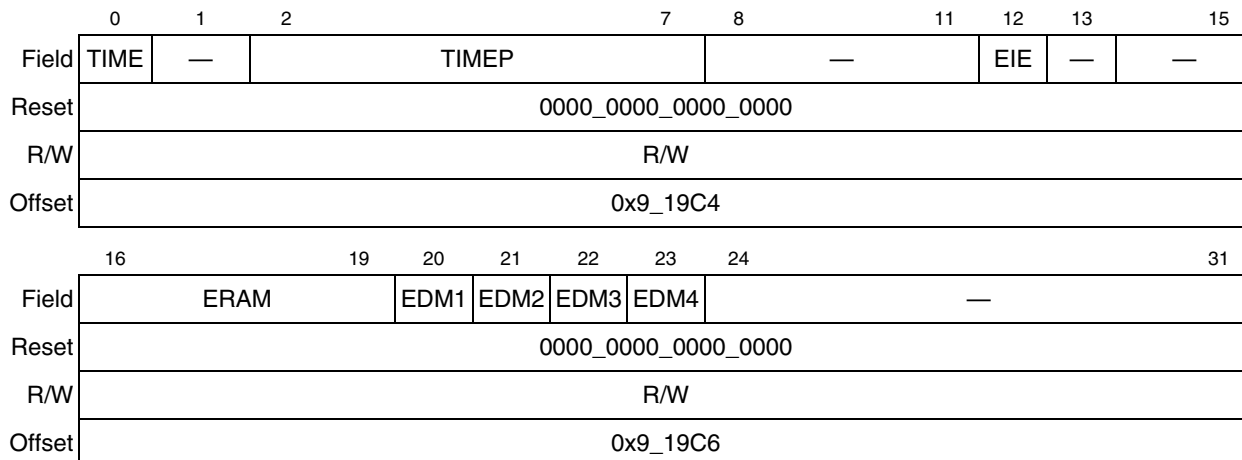 0 1 2 7 8 11 12 13 15
Field TIME — TIMEP — EIE — —
Reset 0000_0000_0000_0000
R/W R/W
Offset 0x9_19C4
16 19 20 21 22 23 24 31
Field ERAM EDM1 EDM2 EDM3 EDM4 —
Reset 0000_0000_0000_0000
R/W R/W
Offset 0x9_19C6